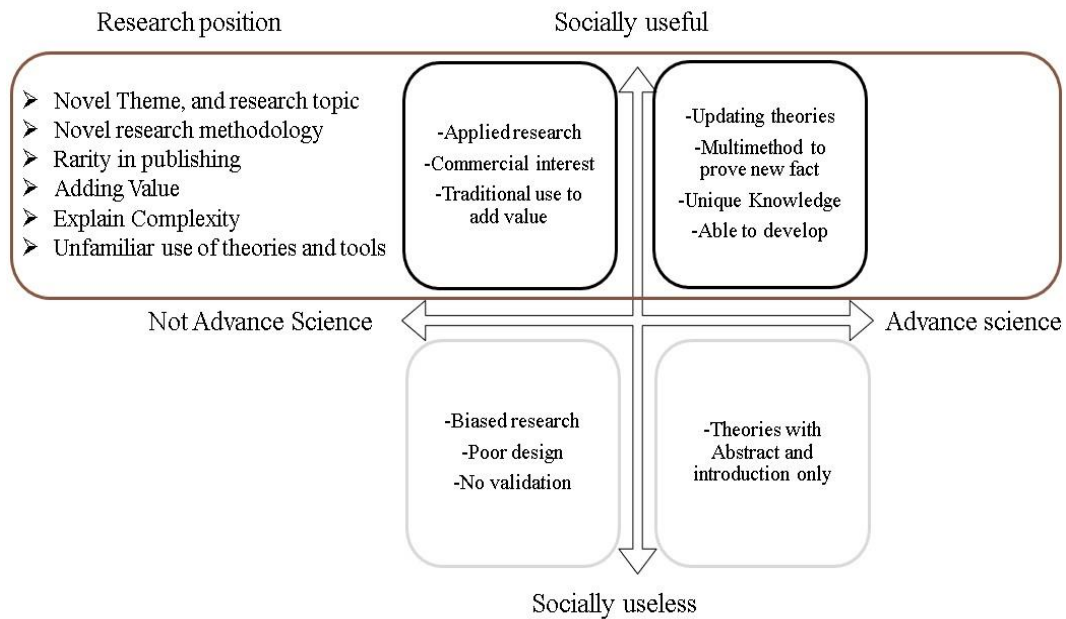 Research position
Socially useful
Novel Theme, and research topic
Novel research methodology
Rarity in publishing
Adding Value
Explain Complexity
Unfamiliar use of theories and tools
-Applied research
-Commercial interest
-Traditional use to
add value
-Updating theories
-Multimethod to
prove new fact
-Unique Knowledge
-Able to develop
Not Advance Science
Advance science
-Biased research
-Poor design
-No validation
-Theories with
Abstract and
introduction only
Socially useless